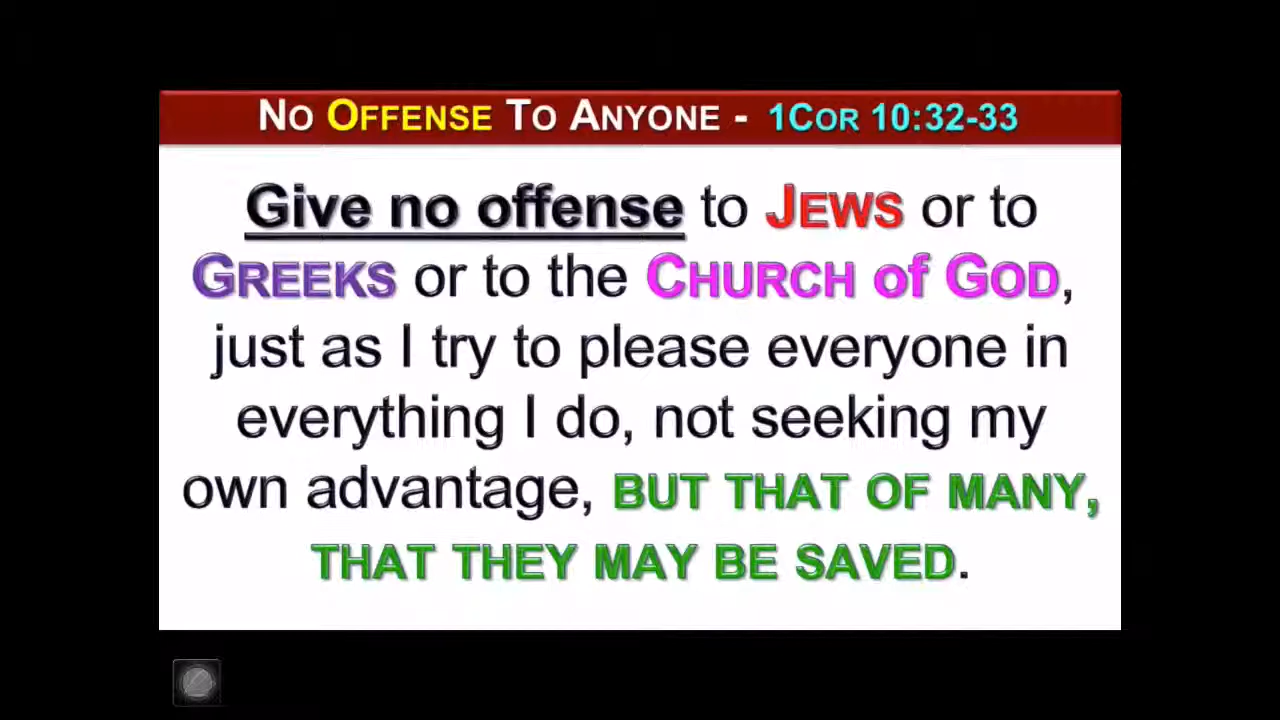 NO OFFENSE TO ANYONE - 1COR 10:32-33
Give no offense to JEWS or to
GREEKS or to the CHURCH of GOD,
just as I try to please everyone in
everything I do, not seeking my
own advantage, BUT THAT OF MANY,
THAT THEY MAY BE SAVED.